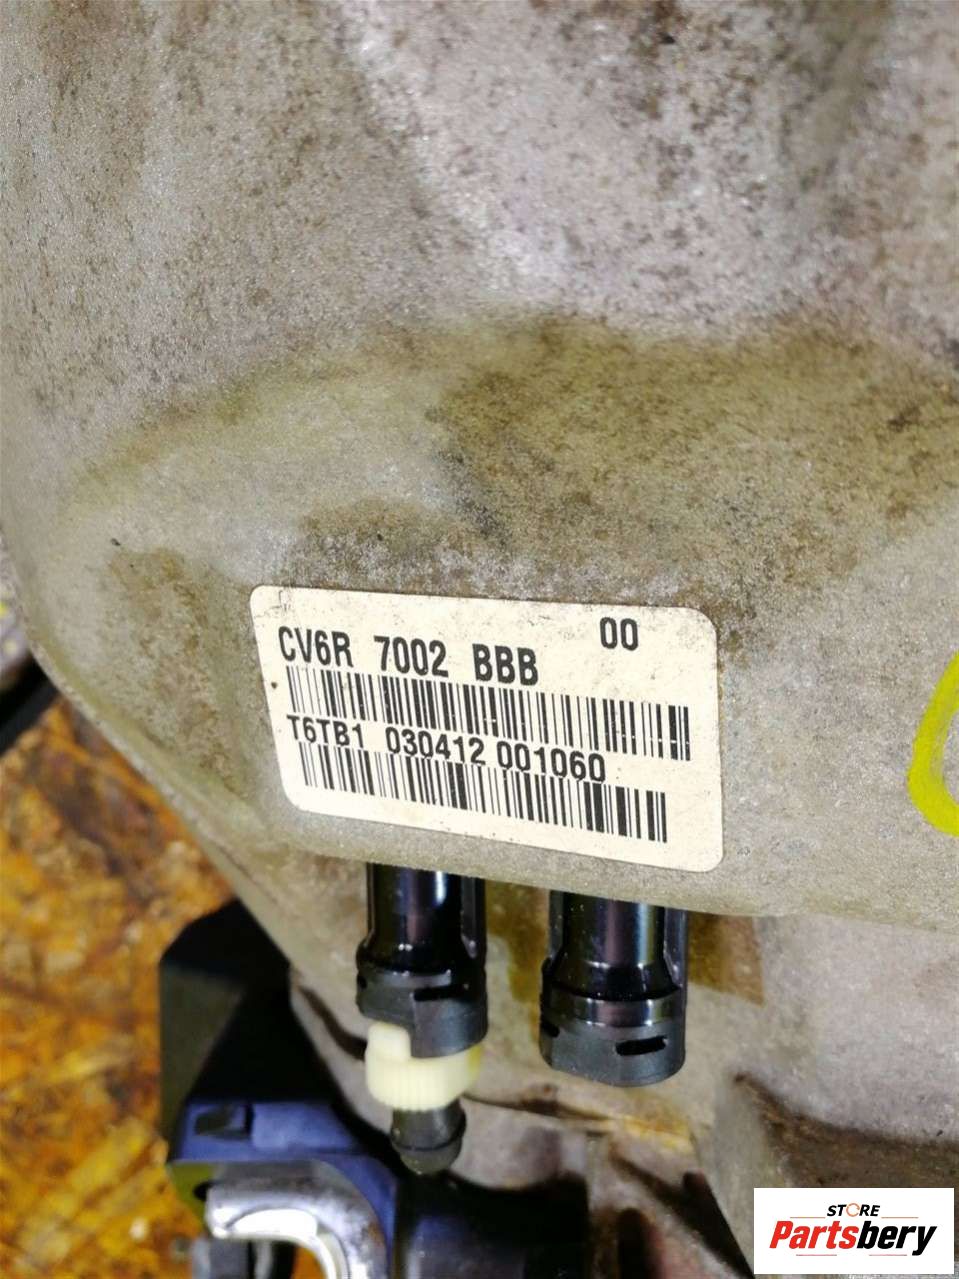 00
CV6R 7002 BBB
T6TB1 030412 001060
STORE
Partsbery